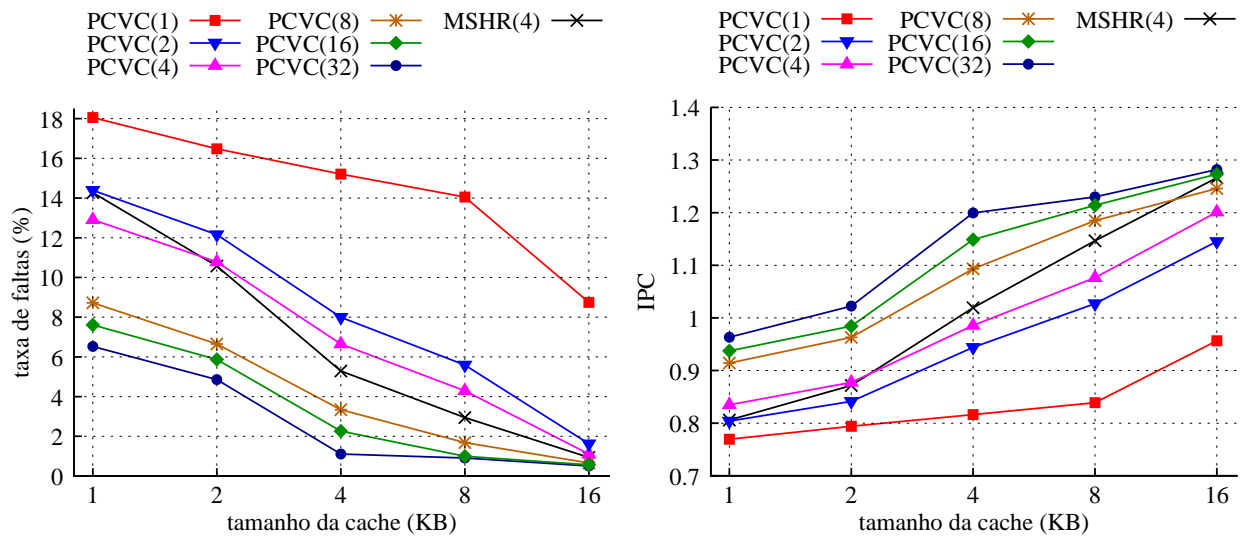 PCVC(1) PCVC(8) MSHR(4)
PCVC(2) PCVC(16)
PCVC(4) PCVC(32)
18
16
14
12
10
8
6
4
2
0
taxa de faltas (%)
1 2 4 8 16
tamanho da cache (KB)
PCVC(1) PCVC(8) MSHR(4)
PCVC(2) PCVC(16)
PCVC(4) PCVC(32)
1.4
1.3
1.2
1.1
1
0.9
0.8
0.7
IPC
1 2 4 8 16
tamanho da cache (KB)